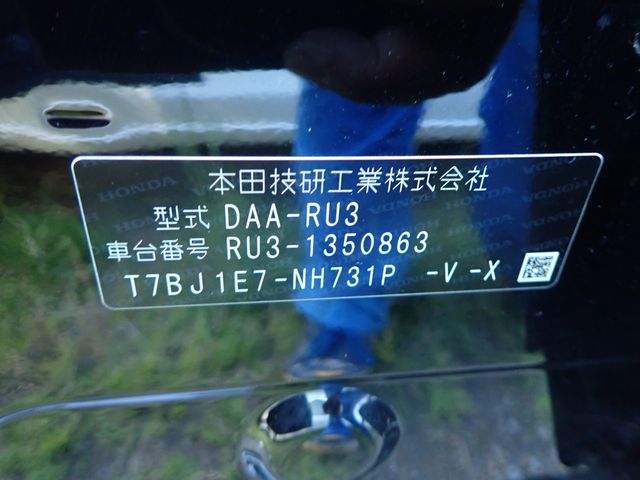 本田技研工業株式会社
型式 DAA-RU3
車台番号 RU3-1350863
T7BJ1E7-NH731P -V -X